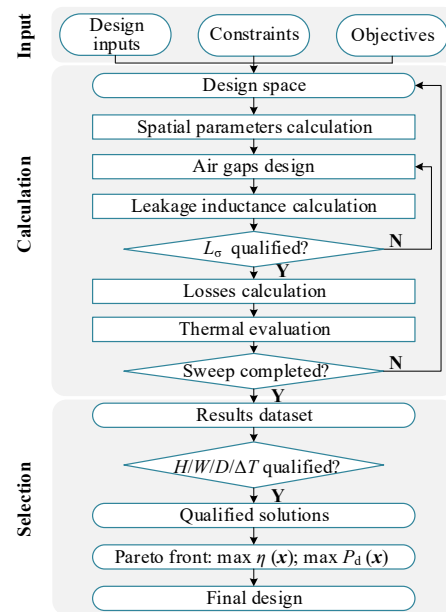 Input
Design inputs
Constraints
Objectives
Calculation
Design space
Spatial parameters calculation
Air gaps design
Leakage inductance calculation
Lσ qualified?
N
Y
Losses calculation
Thermal evaluation
Sweep completed?
N
Y
Selection
Results dataset
H/W/D/ΔT qualified?
Y
Qualified solutions
Pareto front: max η (x); max Pd (x)
Final design